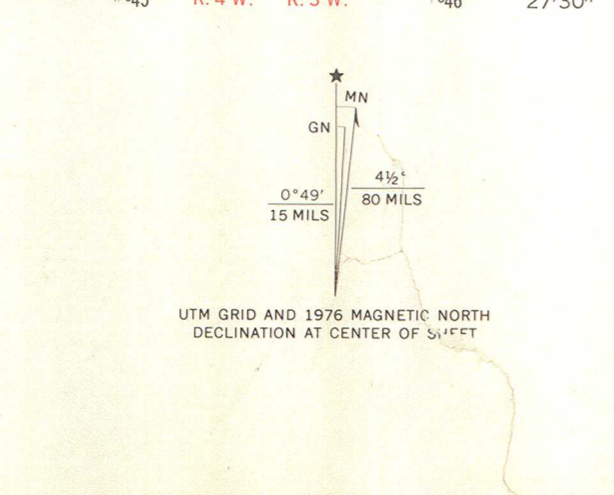 R. 4 W. R. 3 W.
27'30"
MN
GN
4½°
80 MILS
0°49'
15 MILS
UTM GRID AND 1976 MAGNETIC NORTH
DECLINATION AT CENTER OF SHEET